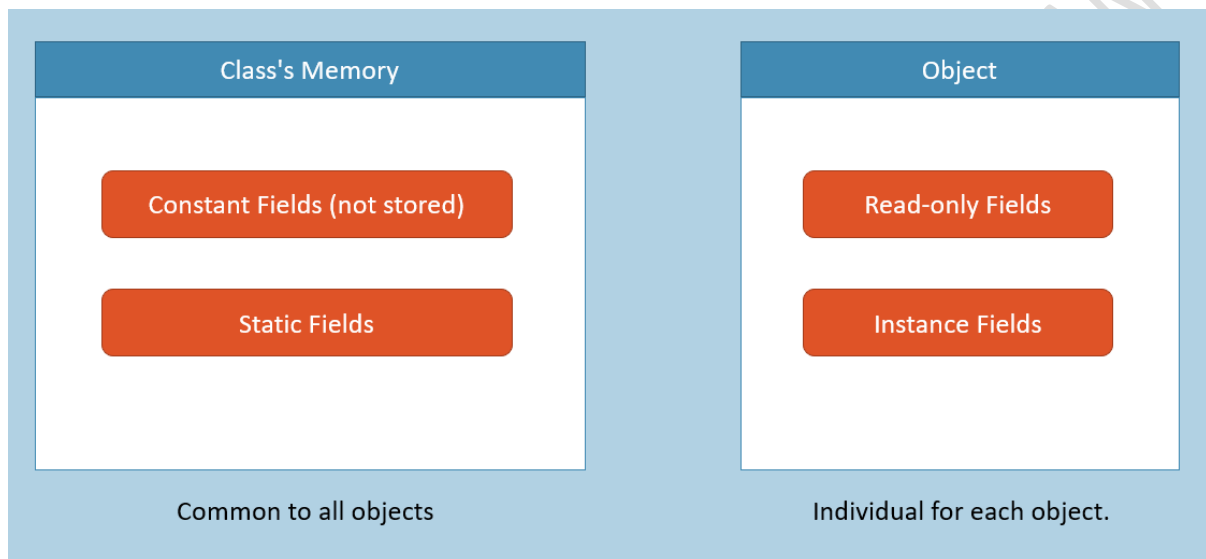 Class's Memory
Constant Fields (not stored)
Static Fields
Common to all objects
Object
Read-only Fields
Instance Fields
Individual for each object.